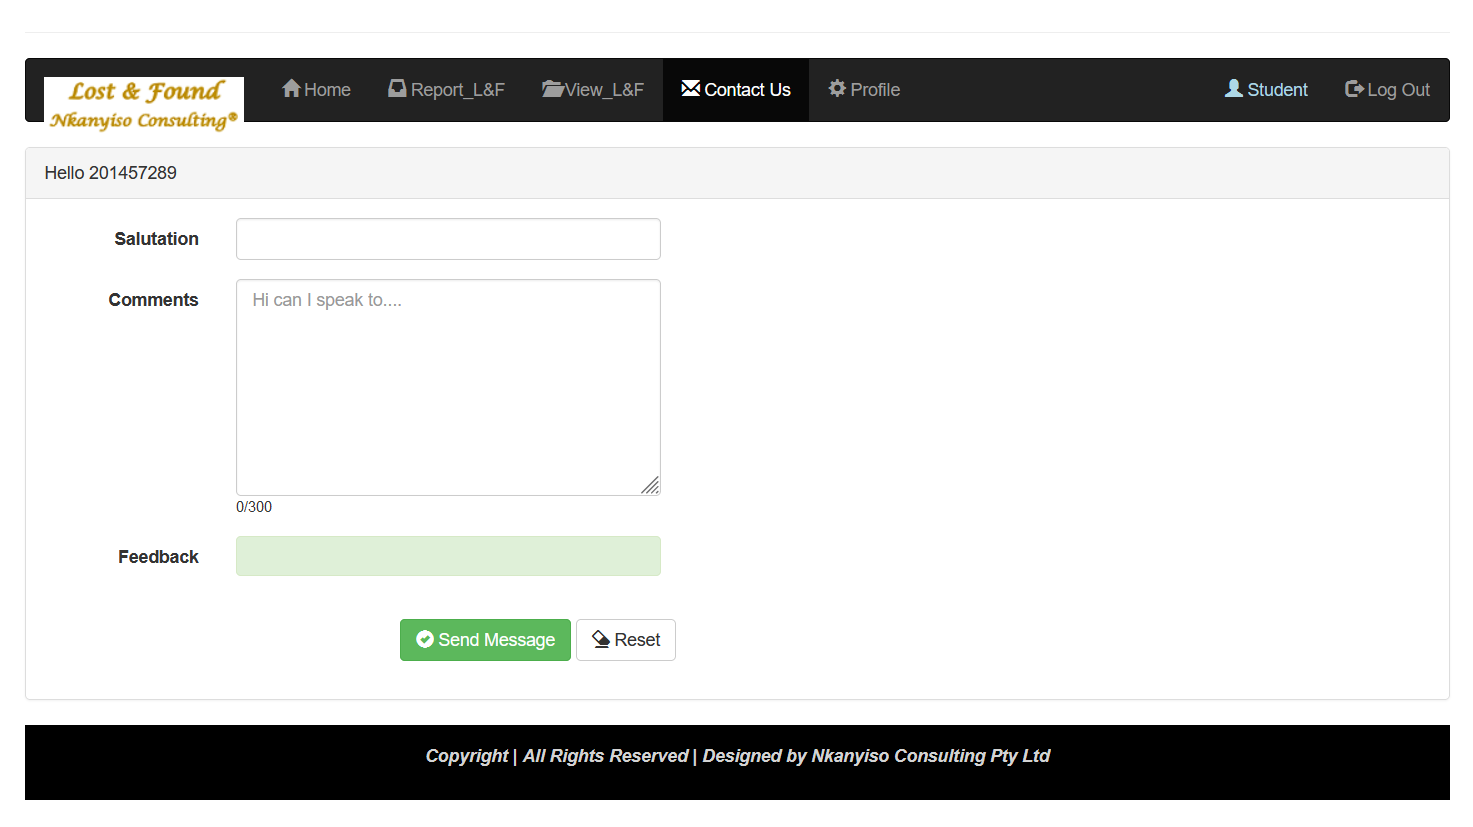 Lost & Found
Nkanyiso Consulting®
Home Report_L&F View_L&F Contact Us Profile Student Log Out
Hello 201457289
Salutation
Comments Hi can I speak to....
0/300
Feedback
Send Message Reset
Copyright | All Rights Reserved | Designed by Nkanyiso Consulting Pty Ltd